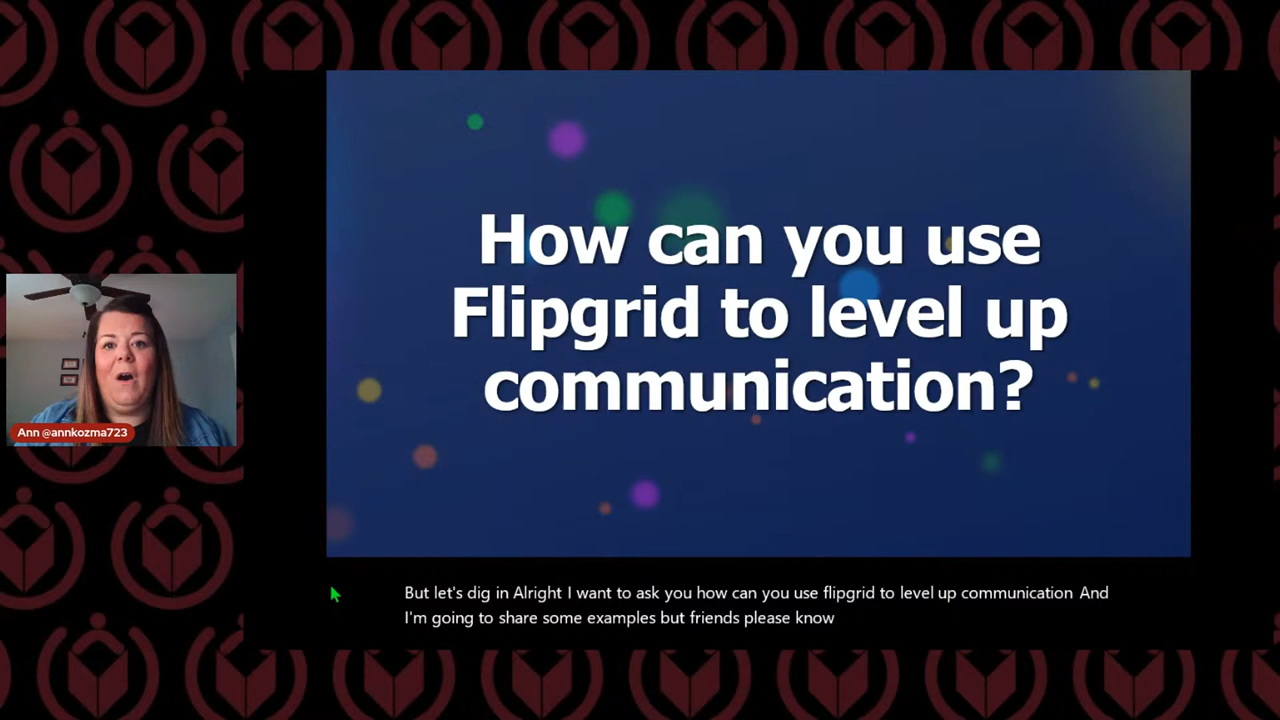 How can you use
Flipgrid to level up
communication?
Ann @annkozma723
But let's dig in Alright I want to ask you how can you use flipgrid to level up communication And
I'm going to share some examples but friends please know